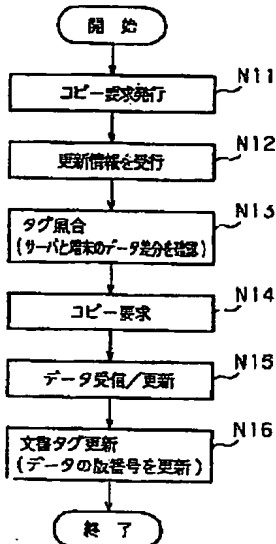 開始
N11
コピー要求発行
N12
更新情報を受行
N13
タグ照合
(サーバと端末のデータ差分を確認)
N14
コピー要求
N15
データ受信/更新
N16
文書タグ更新
(データの版番号を更新)
終了